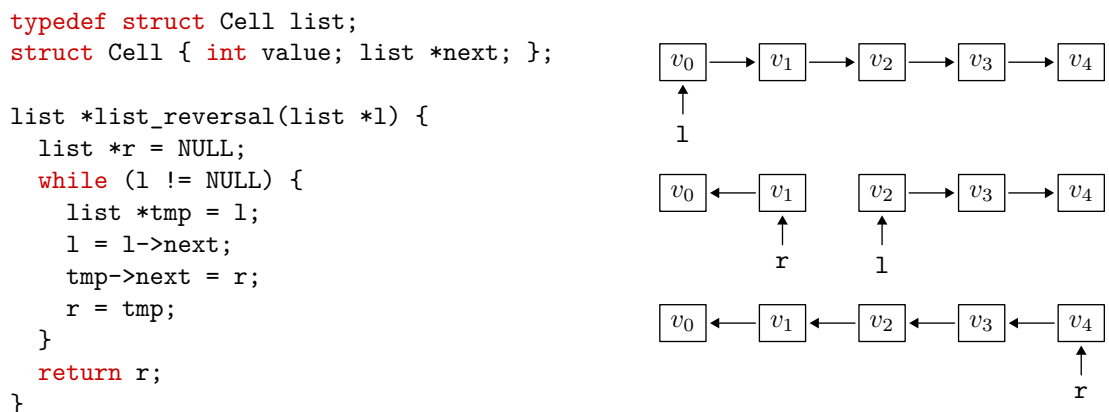 typedef struct Cell list;
struct Cell { int value; list *next; };

list *list_reversal(list *l) {
  list *r = NULL;
  while (l != NULL) {
    list *tmp = l;
    l = l->next;
    tmp->next = r;
    r = tmp;
  }
  return r;
}
v₀ v₁ v₂ v₃ v₄
l
v₀ v₁ v₂ v₃ v₄
r l
v₀ v₁ v₂ v₃ v₄
r